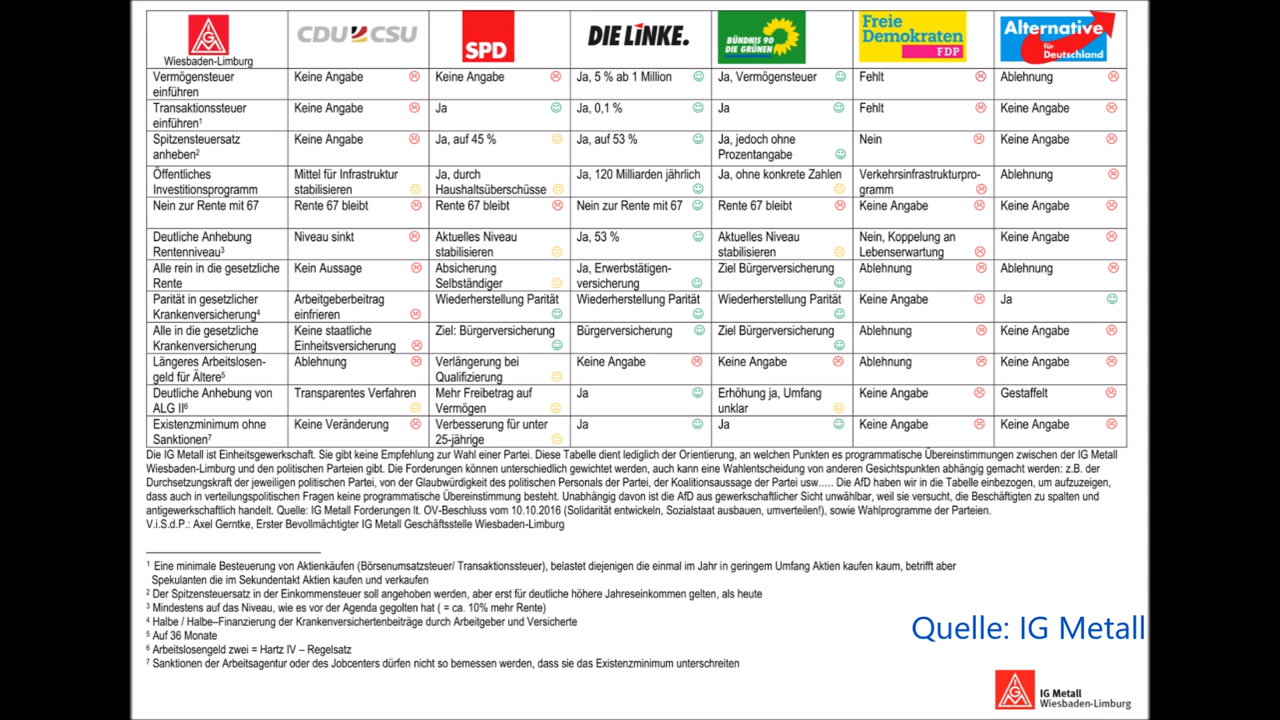 IGM
CDU CSU
SPD
DIE LiNKE.
BÜNDNIS 90
DIE GRÜNEN
Freie
Demokraten
FDP
Alternative
für
Deutschland
Wiesbaden-Limburg
Vermögensteuer
einführen
Keine Angabe
Keine Angabe
Ja, 5 % ab 1 Million
Ja, Vermögensteuer
Fehlt
Ablehnung
Transaktionssteuer
einführen¹
Keine Angabe
Ja
Ja, 0,1 %
Ja
Fehlt
Keine Angabe
Spitzensteuersatz
anheben²
Keine Angabe
Ja, auf 45 %
Ja, auf 53 %
Ja, jedoch ohne
Prozentangabe
Nein
Keine Angabe
Öffentliches
Investitionsprogramm
Mittel für Infrastruktur
stabilisieren
Ja, durch
Haushaltsüberschüsse
Ja, 120 Milliarden jährlich
Ja, ohne konkrete Zahlen
Verkehrsinfrastrukturpro-
gramm
Ablehnung
Nein zur Rente mit 67
Rente 67 bleibt
Rente 67 bleibt
Nein zur Rente mit 67
Rente 67 bleibt
Keine Angabe
Keine Angabe
Deutliche Anhebung
Rentenniveau³
Niveau sinkt
Aktuelles Niveau
stabilisieren
Ja, 53 %
Aktuelles Niveau
stabilisieren
Nein, Koppelung an
Lebenserwartung
Keine Angabe
Alle rein in die gesetzliche
Rente
Kein Aussage
Absicherung
Selbständiger
Ja, Erwerbstätigen-
versicherung
Ziel Bürgerversicherung
Ablehnung
Ablehnung
Parität in gesetzlicher
Krankenversicherung⁴
Arbeitgeberbeitrag
einfrieren
Wiederherstellung Parität
Wiederherstellung Parität
Wiederherstellung Parität
Keine Angabe
Ja
Alle in die gesetzliche
Krankenversicherung
Keine staatliche
Einheitsversicherung
Ziel: Bürgerversicherung
Bürgerversicherung
Ziel Bürgerversicherung
Ablehnung
Keine Angabe
Längeres Arbeitslosen-
geld für Ältere⁵
Ablehnung
Verlängerung bei
Qualifizierung
Keine Angabe
Keine Angabe
Ablehnung
Keine Angabe
Deutliche Anhebung von
ALG II⁶
Transparentes Verfahren
Mehr Freibetrag auf
Vermögen
Ja
Erhöhung ja, Umfang
unklar
Keine Angabe
Gestaffelt
Existenzminimum ohne
Sanktionen⁷
Keine Veränderung
Verbesserung für unter
25-jährige
Ja
Ja
Keine Angabe
Keine Angabe
Die IG Metall ist Einheitsgewerkschaft. Sie gibt keine Empfehlung zur Wahl einer Partei. Diese Tabelle dient lediglich der Orientierung, an welchen Punkten es programmatische Übereinstimmungen zwischen der IG Metall
Wiesbaden-Limburg und den politischen Parteien gibt. Die Forderungen können unterschiedlich gewichtet werden, auch kann eine Wahlentscheidung von anderen Gesichtspunkten abhängig gemacht werden: z.B. der
Durchsetzungskraft der jeweiligen politischen Partei, von der Glaubwürdigkeit des politischen Personals der Partei, der Koalitionsaussage der Partei usw.... Die AfD haben wir in die Tabelle einbezogen, um aufzuzeigen,
dass auch in verteilungspolitischen Fragen keine programmatische Übereinstimmung besteht. Unabhängig davon ist die AfD aus gewerkschaftlicher Sicht unwählbar, weil sie versucht, die Beschäftigten zu spalten und
antigewerkschaftlich handelt. Quelle: IG Metall Forderungen lt. OV-Beschluss vom 10.10.2016 (Solidarität entwickeln, Sozialstaat ausbauen, umverteilen!), sowie Wahlprogramme der Parteien.
V.i.S.d.P.: Axel Gerntke, Erster Bevollmächtigter IG Metall Geschäftsstelle Wiesbaden-Limburg
¹ Eine minimale Besteuerung von Aktienkäufen (Börsenumsatzsteuer/ Transaktionssteuer), belastet diejenigen die einmal im Jahr in geringem Umfang Aktien kaufen kaum, betrifft aber
Spekulanten die im Sekundentakt Aktien kaufen und verkaufen
² Der Spitzensteuersatz in der Einkommensteuer soll angehoben werden, aber erst für deutliche höhere Jahreseinkommen gelten, als heute
³ Mindestens auf das Niveau, wie es vor der Agenda gegolten hat ( = ca. 10% mehr Rente)
⁴ Halbe / Halbe–Finanzierung der Krankenversichertenbeiträge durch Arbeitgeber und Versicherte
⁵ Auf 36 Monate
⁶ Arbeitslosengeld zwei = Hartz IV – Regelsatz
⁷ Sanktionen der Arbeitsagentur oder des Jobcenters dürfen nicht so bemessen werden, dass sie das Existenzminimum unterschreiten
Quelle: IG Metall
IGM
IG Metall
Wiesbaden-Limburg